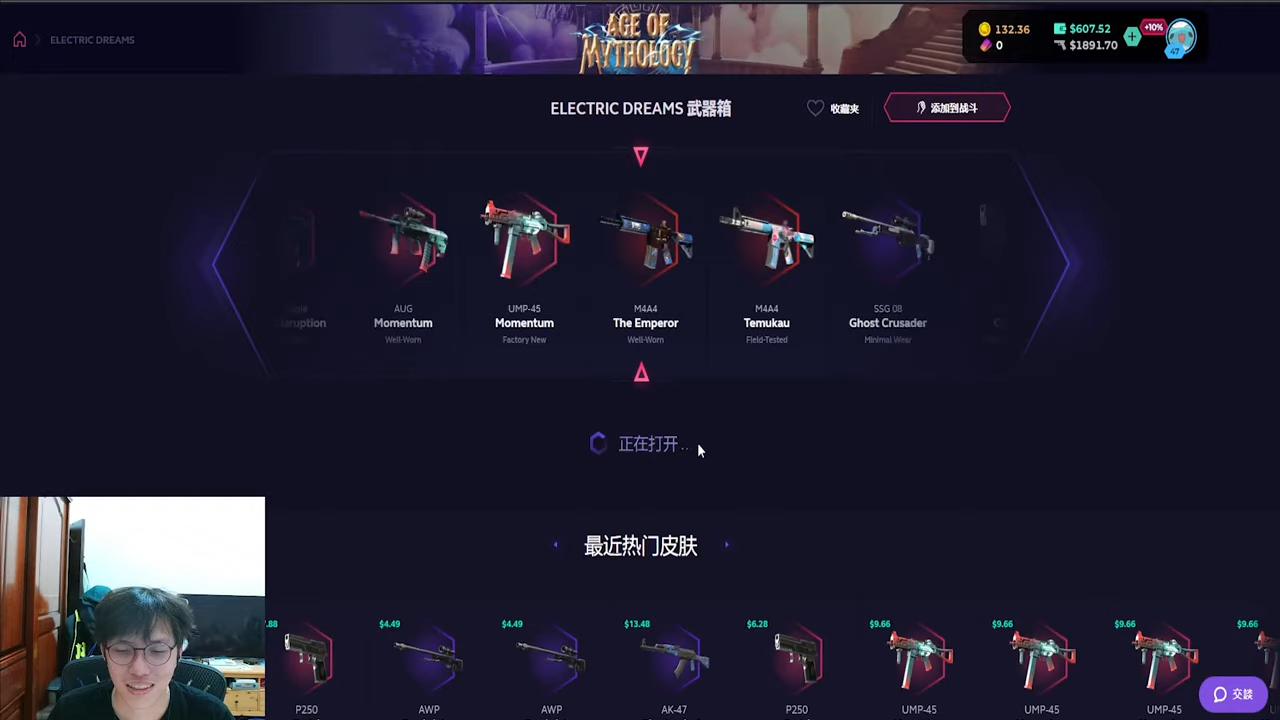 AGE OF
MYTHOLOGY
ELECTRIC DREAMS
132.36
0
$607.52
$1891.70
+10%
47
ELECTRIC DREAMS 武器箱
收藏夹
添加到战斗
AUG
Momentum
Well-Worn
UMP-45
Momentum
Factory New
M4A4
The Emperor
Well-Worn
M4A4
Temukau
Field-Tested
SSG 08
Ghost Crusader
Minimal Wear
正在打开..
最近热门皮肤
.88
$4.49
$4.49
$13.48
$6.28
$9.66
$9.66
$9.66
$9.66
P250
AWP
AWP
AK-47
P250
UMP-45
UMP-45
UMP-45
交談